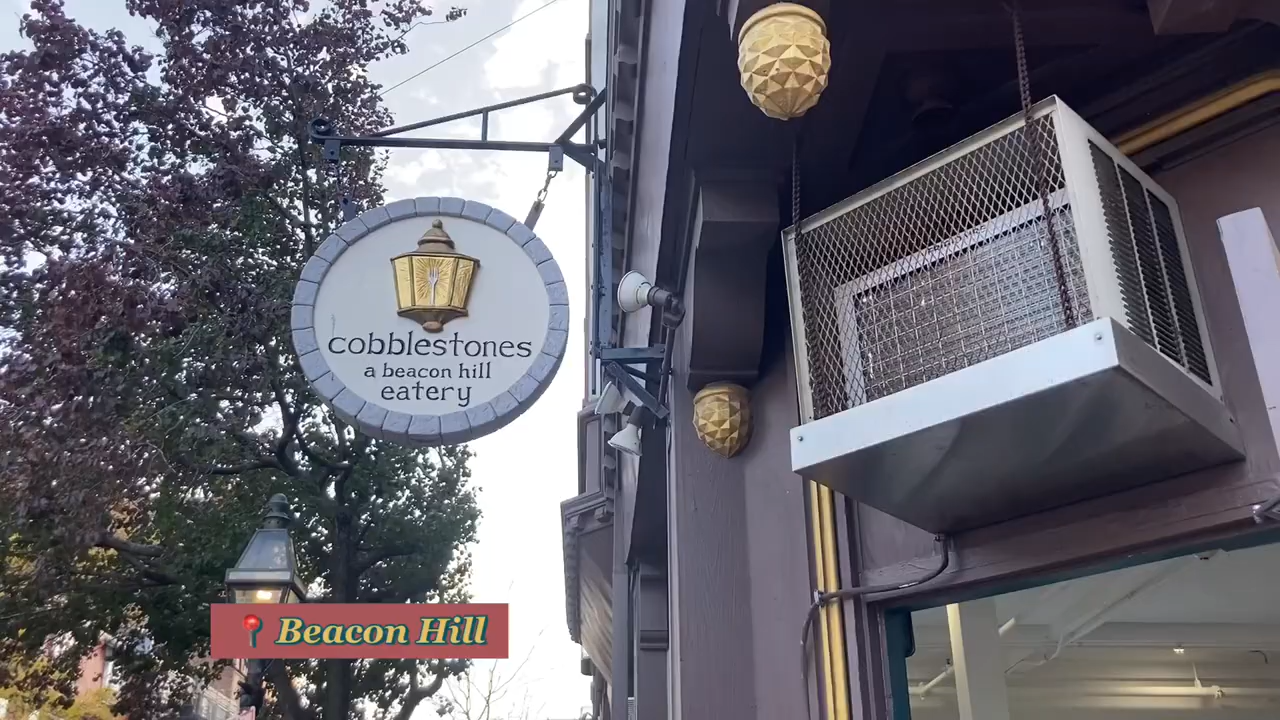 cobblestones
a beacon hill
eatery
📍 Beacon Hill